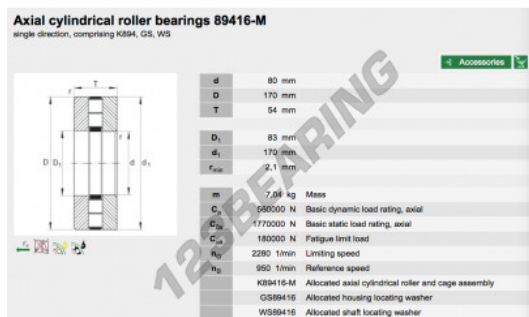 Axial cylindrical roller bearings 89416-M
single direction, comprising K894, GS, WS
Accessories
T
r
r
D D₁ d d₁
d 80 mm
D 170 mm
T 54 mm
D₁ 83 mm
d₁ 170 mm
rmin 2,1 mm
m 7,04 kg Mass
Ca 560000 N Basic dynamic load rating, axial
C0a 1770000 N Basic static load rating, axial
Cua 180000 N Fatigue limit load
nG 2280 1/min Limiting speed
950 1/min Reference speed
K89416-M Allocated axial cylindrical roller and cage assembly
GS89416 Allocated housing locating washer
WS89416 Allocated shaft locating washer
123BEARING